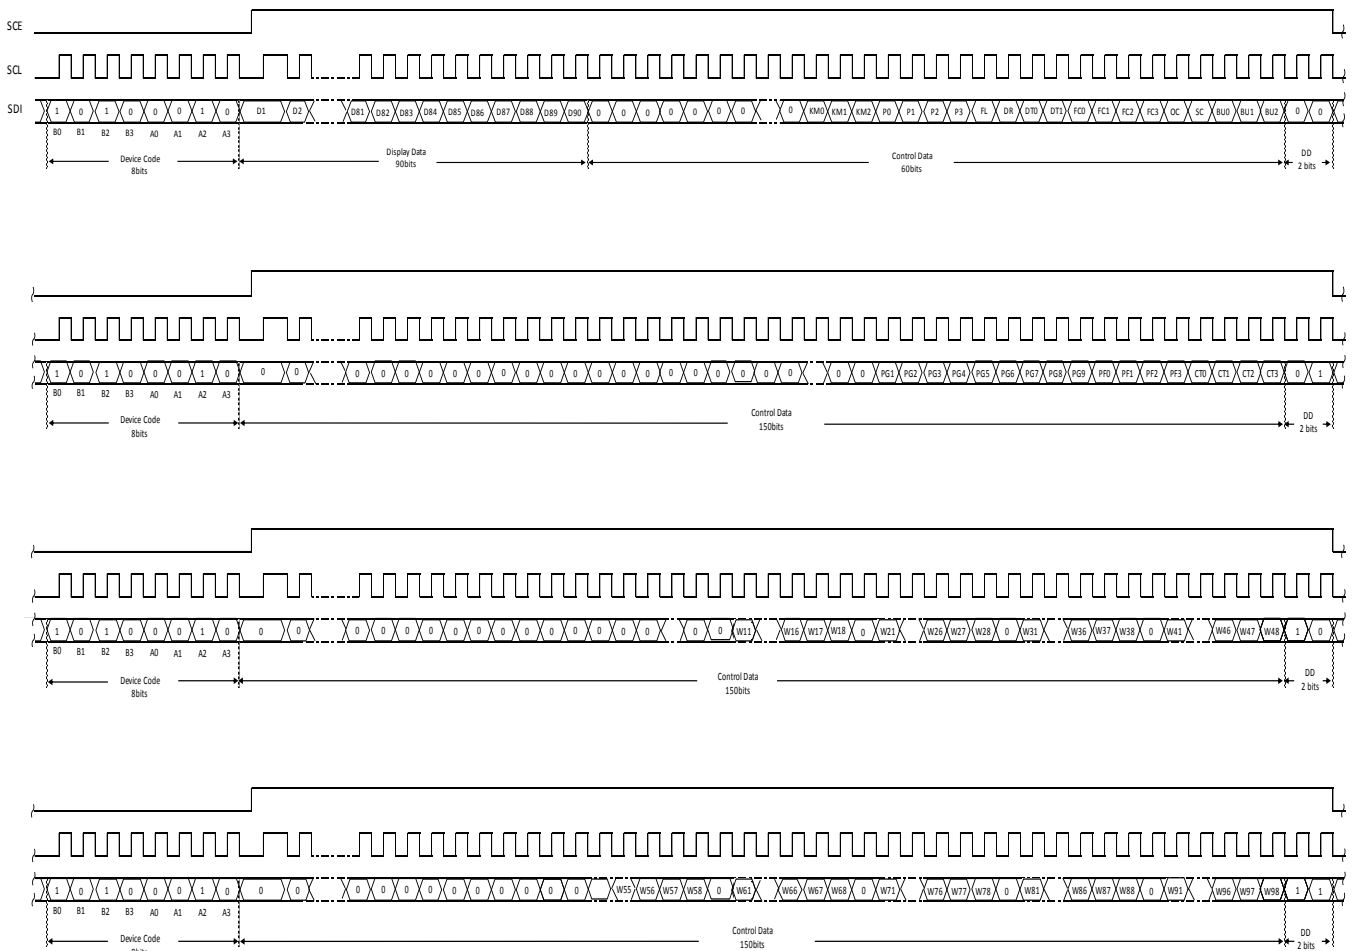 SCE
SCL
SDI
1 0 1 0 0 0 1 0 D1 D2 D81 D82 D83 D84 D85 D86 D87 D88 D89 D90 0 0 0 0 0 0 0 0 KM0 KM1 KM2 P0 P1 P2 P3 FL DR DT0 DT1 FC0 FC1 FC2 FC3 OC SC BU0 BU1 BU2 0 0
B0 B1 B2 B3 A0 A1 A2 A3
Device Code
8bits
Display Data
90bits
Control Data
60bits
DD
2 bits
1 0 1 0 0 0 1 0 0 0 0 0 0 0 0 0 0 0 0 0 0 0 0 0 0 0 0 0 0 0 0 PG1 PG2 PG3 PG4 PG5 PG6 PG7 PG8 PG9 PF0 PF1 PF2 PF3 CT0 CT1 CT2 CT3 0 1
B0 B1 B2 B3 A0 A1 A2 A3
Device Code
8bits
Control Data
150bits
DD
2 bits
1 0 1 0 0 0 1 0 0 0 0 0 0 0 0 0 0 0 0 0 0 0 0 0 0 W11 W16 W17 W18 0 W21 W26 W27 W28 0 W31 W36 W37 W38 0 W41 W46 W47 W48 1 0
B0 B1 B2 B3 A0 A1 A2 A3
Device Code
8bits
Control Data
150bits
DD
2 bits
1 0 1 0 0 0 1 0 0 0 0 0 0 0 0 0 0 0 0 0 0 W55 W56 W57 W58 0 W61 W66 W67 W68 0 W71 W76 W77 W78 0 W81 W86 W87 W88 0 W91 W96 W97 W98 1 1
B0 B1 B2 B3 A0 A1 A2 A3
Device Code
Control Data
150bits
DD
2 bits